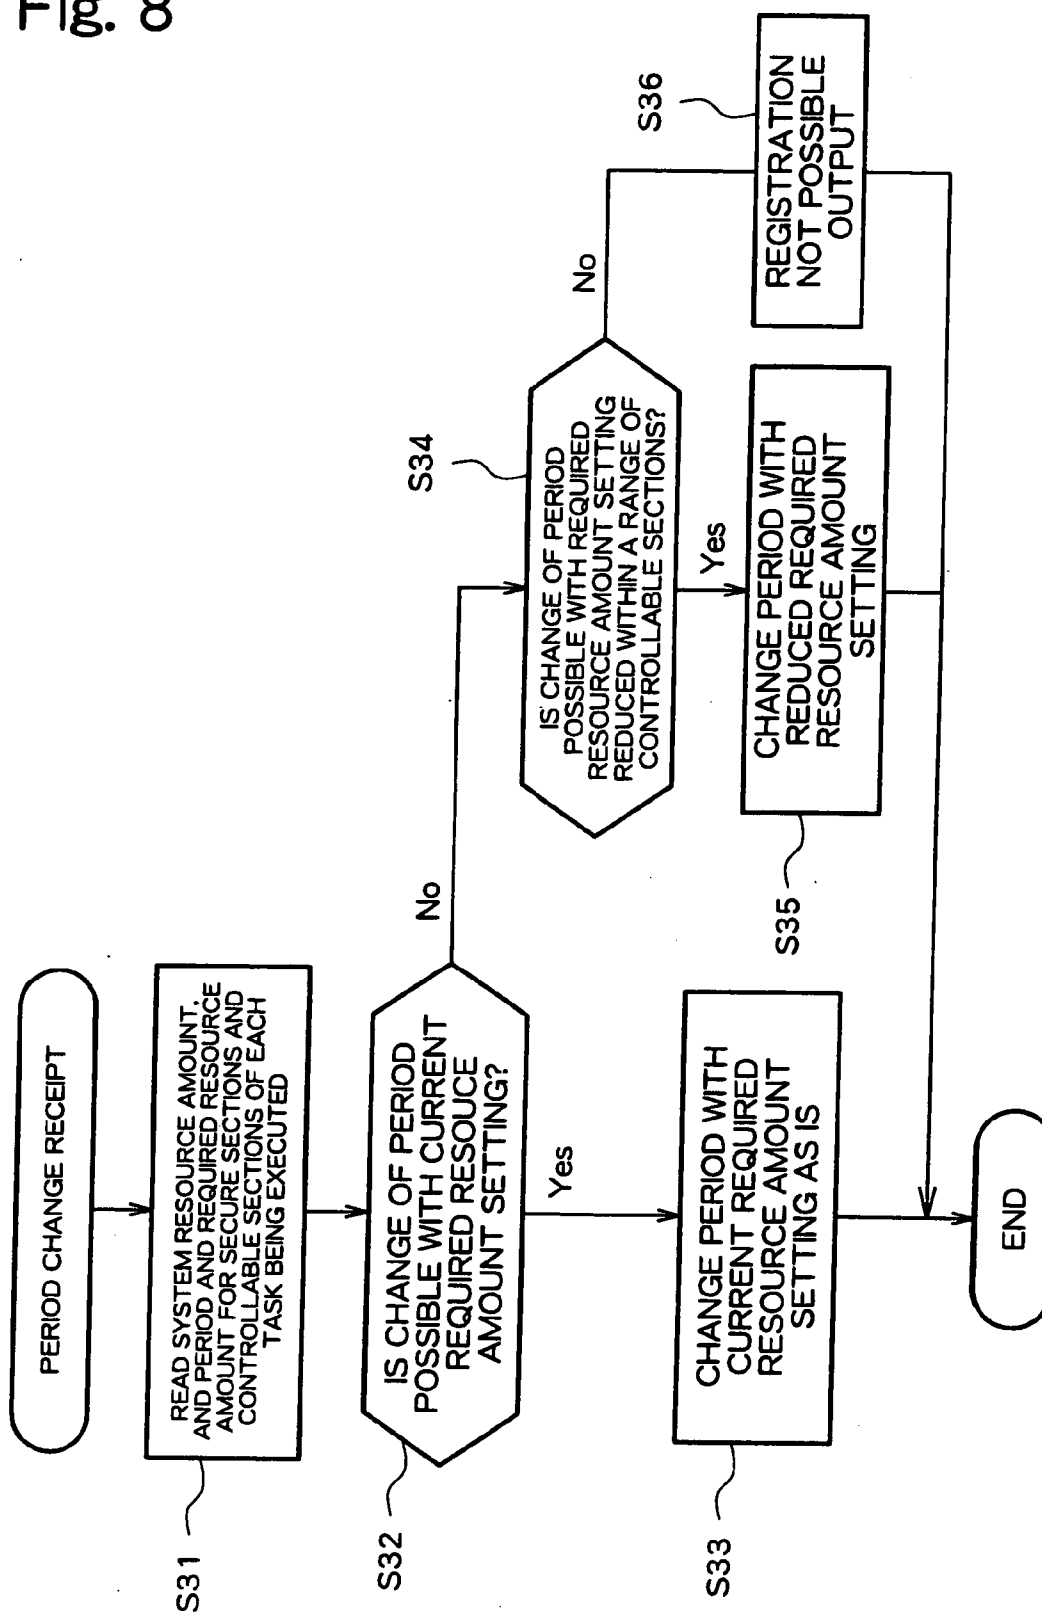 Fig. 8
PERIOD CHANGE RECEIPT
S31
READ SYSTEM RESOURCE AMOUNT,
AND PERIOD AND REQUIRED RESOURCE
AMOUNT FOR SECURE SECTIONS AND
CONTROLLABLE SECTIONS OF EACH
TASK BEING EXECUTED
S32
IS CHANGE OF PERIOD
POSSIBLE WITH CURRENT
REQUIRED RESOUCE
AMOUNT SETTING?
No
Yes
S33
CHANGE PERIOD WITH
CURRENT REQUIRED
RESOURCE AMOUNT
SETTING AS IS
S34
IS CHANGE OF PERIOD
POSSIBLE WITH REQUIRED
RESOURCE AMOUNT SETTING
REDUCED WITHIN A RANGE OF
CONTROLLABLE SECTIONS?
No
Yes
S35
CHANGE PERIOD WITH
REDUCED REQUIRED
RESOURCE AMOUNT
SETTING
S36
REGISTRATION
NOT POSSIBLE
OUTPUT
END